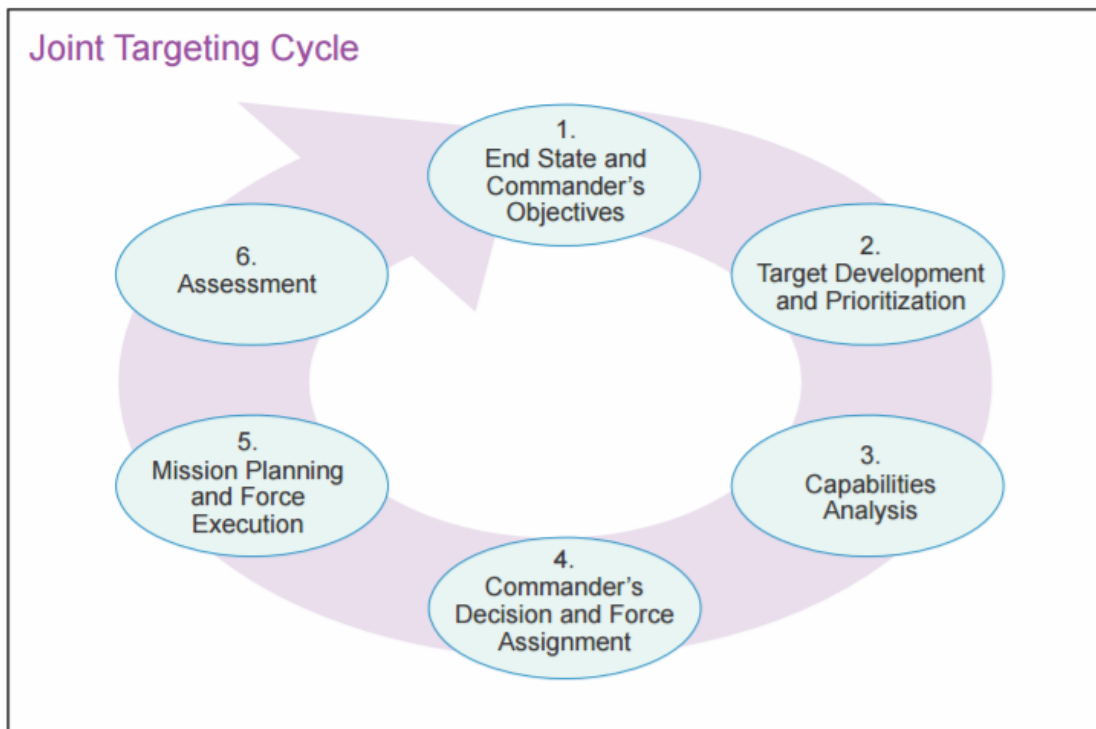 Joint Targeting Cycle
1.
End State and
Commander’s
Objectives
2.
Target Development
and Prioritization
3.
Capabilities
Analysis
4.
Commander’s
Decision and Force
Assignment
5.
Mission Planning
and Force
Execution
6.
Assessment